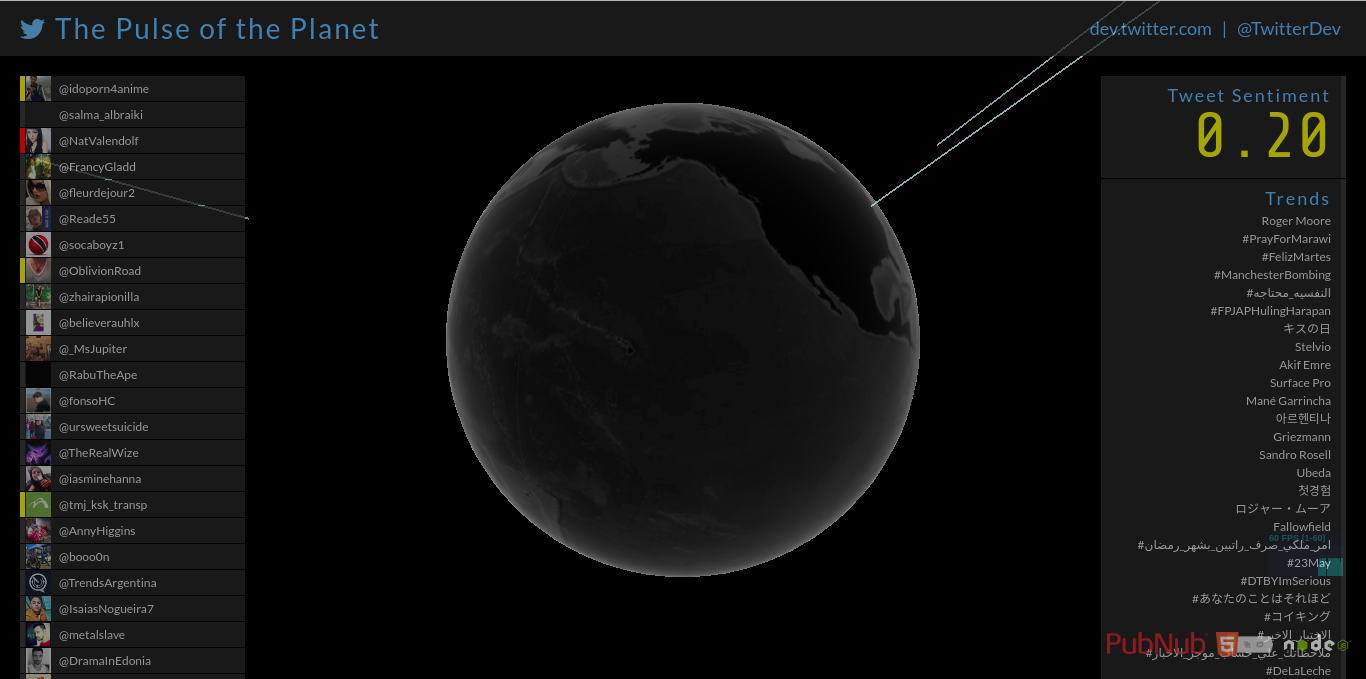 The Pulse of the Planet
dev.twitter.com | @TwitterDev
@idoporn4anime
@salma_albraiki
@NatValendolf
@FrancyGladd
@fleurdejour2
@Reade55
@socaboyz1
@OblivionRoad
@zhairapionilla
@believerauhlx
@_MsJupiter
@RabuTheApe
@fonsoHC
@ursweetsuicide
@TheRealWize
@iasminehanna
@tmj_ksk_transp
@AnnyHiggins
@booo0n
@TrendsArgentina
@IsaiasNogueira7
@metalslave
@DramaInEdonia
Tweet Sentiment
0.20
Trends
Roger Moore
#PrayForMarawi
#FelizMartes
#ManchesterBombing
#النفسيه_محتاجه
#FPJAPHulingHarapan
キスの日
Stelvio
Akif Emre
Surface Pro
Mané Garrincha
아르헨티나
Griezmann
Sandro Rosell
Ubeda
첫경험
ロジャー・ムーア
Fallowfield
60 FPS (1-60)
#امر_ملكي_صرف_راتبين_بشهر_رمضان
#23May
#DTBYImSerious
#あなたのことはそれほど
#コイキング
#الاختبار_الاخير
PubNub
5
node
#ملاحظاتك_علي_حساب_موجز_الاخبار
#DeLaLeche